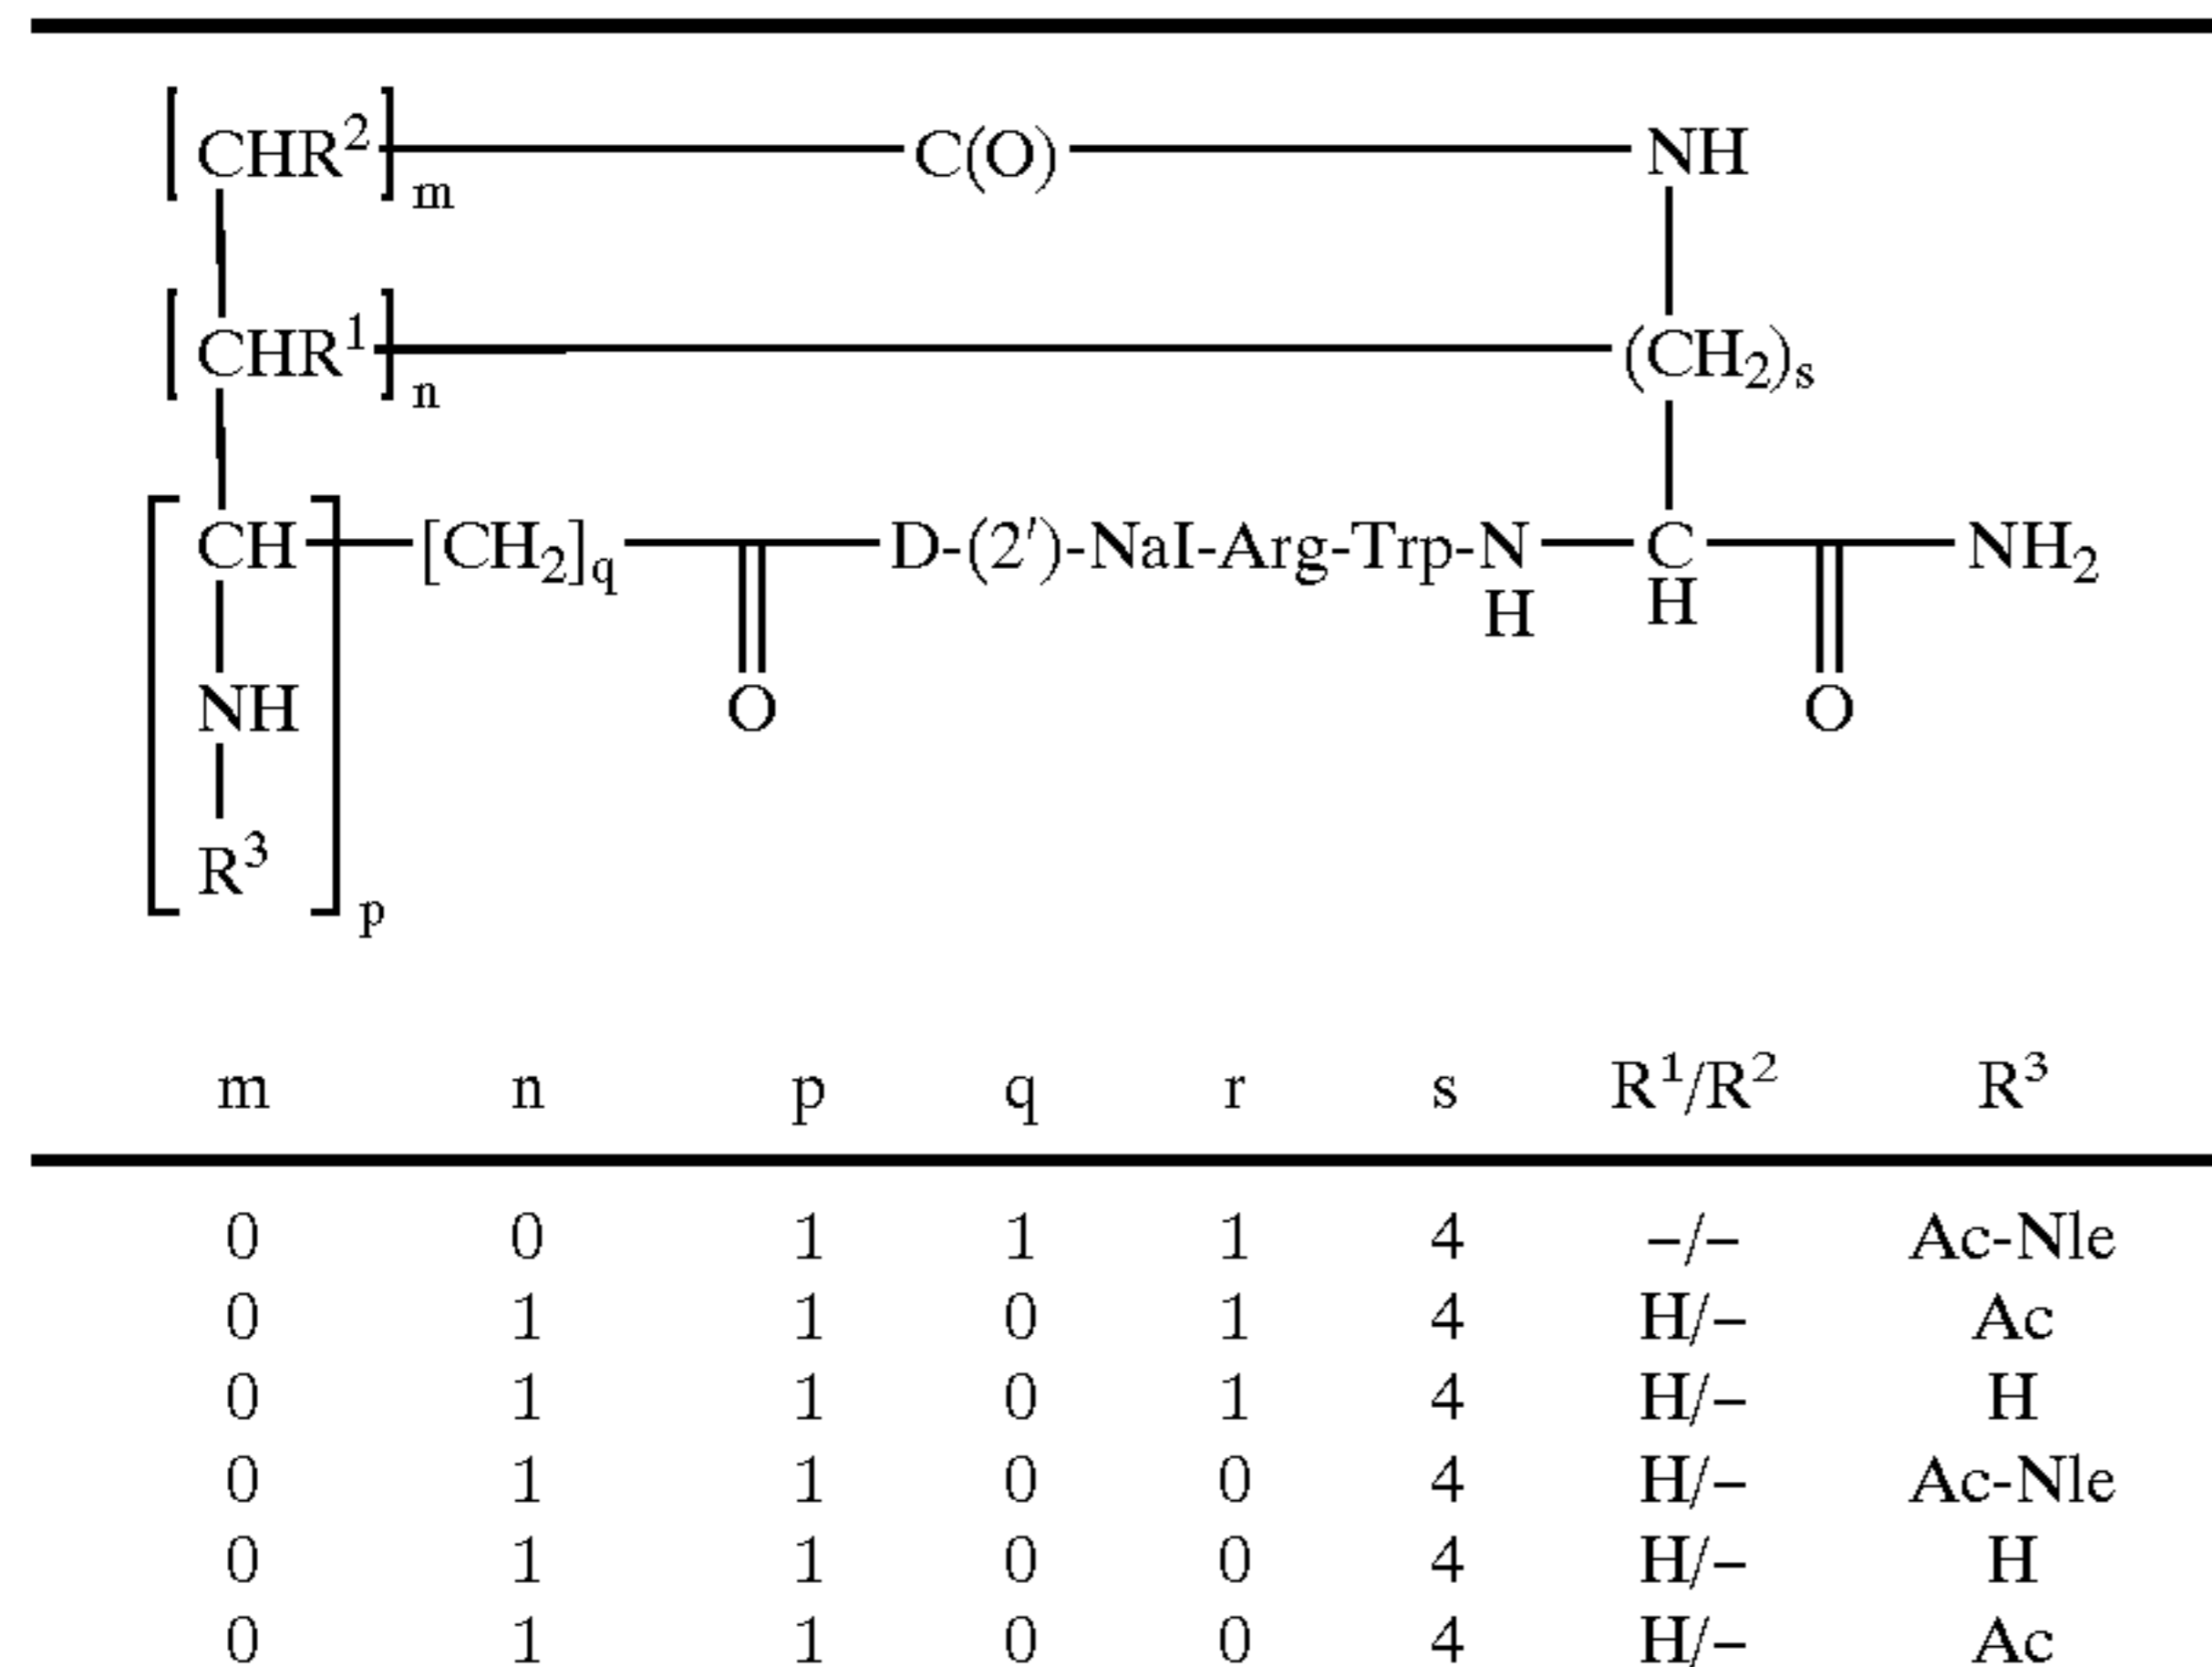 [CHR²]m C(O) NH
[CHR¹]n (CH₂)s
[CH [CH₂]q D-(2′)-NaI-Arg-Trp-N C NH₂
H H
NH O O
R³]p
m n p q r s R¹/R² R³
0 0 1 1 1 4 –/– Ac-Nle
0 1 1 0 1 4 H/– Ac
0 1 1 0 1 4 H/– H
0 1 1 0 0 4 H/– Ac-Nle
0 1 1 0 0 4 H/– H
0 1 1 0 0 4 H/– Ac